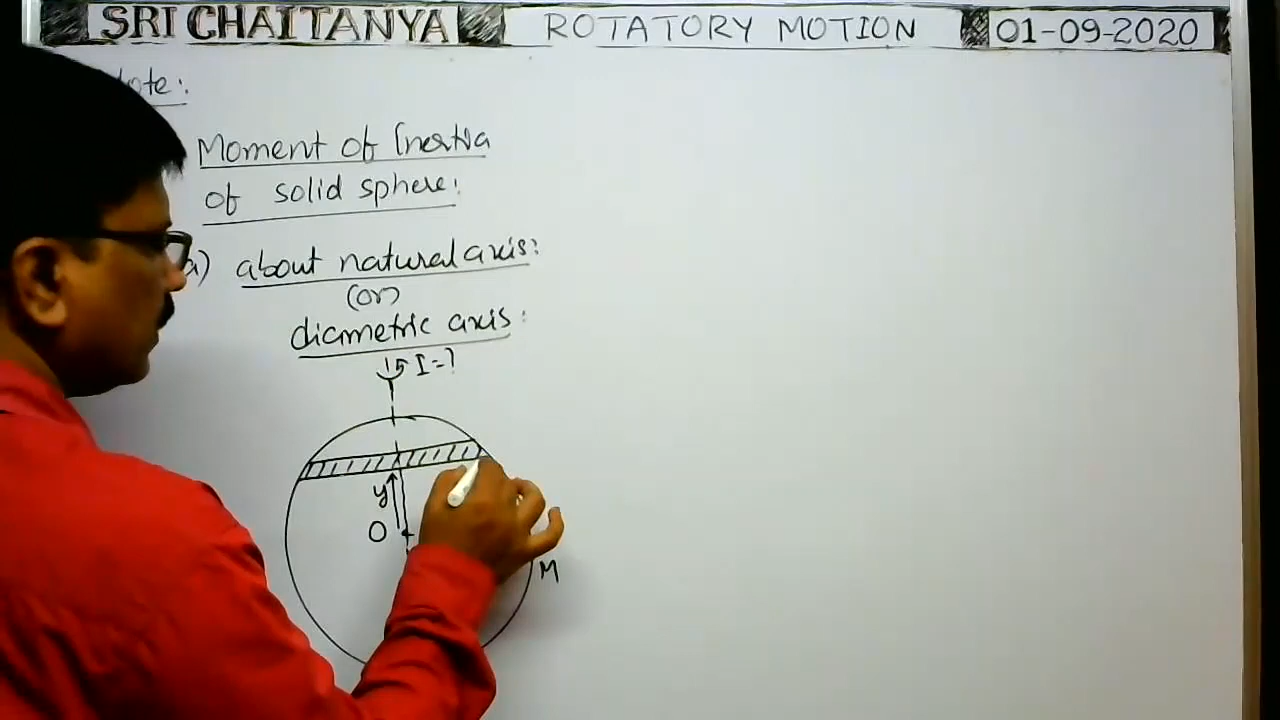 SRI CHAITANYA ROTATORY MOTION 01-09-2020
ote:
Moment of Inertia
of solid sphere:
a) about natural axis:
(or)
diametric axis:
I=?
y
O
M